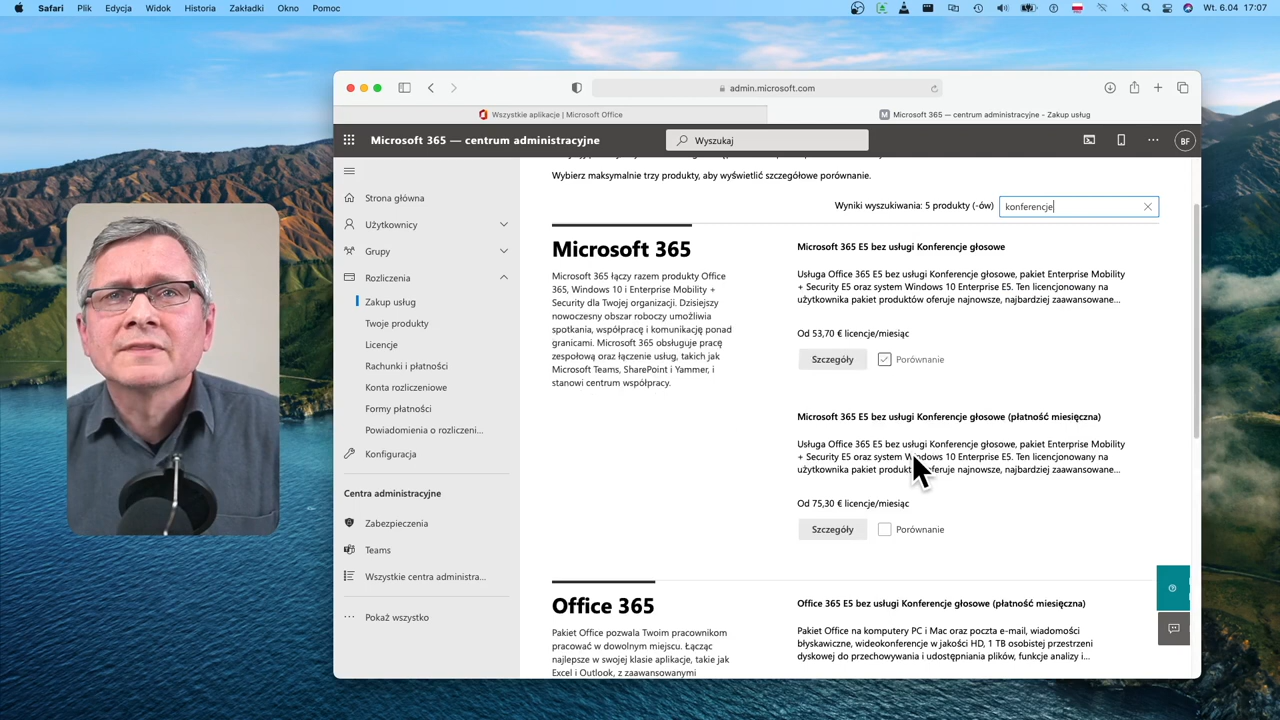 Safari Plik Edycja Widok Historia Zakładki Okno Pomoc
Wt. 6.04 17:07
admin.microsoft.com
Wszystkie aplikacje | Microsoft Office
Microsoft 365 — centrum administracyjne - Zakup usług
Microsoft 365 — centrum administracyjne
Wyszukaj
BF
Strona główna
Użytkownicy
Grupy
Rozliczenia
Zakup usług
Twoje produkty
Licencje
Rachunki i płatności
Konta rozliczeniowe
Formy płatności
Powiadomienia o rozliczeni...
Konfiguracja
Centra administracyjne
Zabezpieczenia
Teams
Wszystkie centra administra...
Pokaż wszystko
Wybierz maksymalnie trzy produkty, aby wyświetlić szczegółowe porównanie.
Wyniki wyszukiwania: 5 produkty (-ów)
konferencje
Microsoft 365
Microsoft 365 łączy razem produkty Office
365, Windows 10 i Enterprise Mobility +
Security dla Twojej organizacji. Dzisiejszy
nowoczesny obszar roboczy umożliwia
spotkania, współpracę i komunikację ponad
granicami. Microsoft 365 obsługuje pracę
zespołową oraz łączenie usług, takich jak
Microsoft Teams, SharePoint i Yammer, i
stanowi centrum współpracy.
Microsoft 365 E5 bez usługi Konferencje głosowe
Usługa Office 365 E5 bez usługi Konferencje głosowe, pakiet Enterprise Mobility
+ Security E5 oraz system Windows 10 Enterprise E5. Ten licencjonowany na
użytkownika pakiet produktów oferuje najnowsze, najbardziej zaawansowane...
Od 53,70 € licencje/miesiąc
Szczegóły
Porównanie
Microsoft 365 E5 bez usługi Konferencje głosowe (płatność miesięczna)
Usługa Office 365 E5 bez usługi Konferencje głosowe, pakiet Enterprise Mobility
+ Security E5 oraz system Windows 10 Enterprise E5. Ten licencjonowany na
użytkownika pakiet oferuje najnowsze, najbardziej zaawansowane...
Od 75,30 € licencje/miesiąc
Szczegóły
Porównanie
Office 365
Pakiet Office pozwala Twoim pracownikom
pracować w dowolnym miejscu. Łącząc
najlepsze w swojej klasie aplikacje, takie jak
Excel i Outlook, z zaawansowanymi
Office 365 E5 bez usługi Konferencje głosowe (płatność miesięczna)
Pakiet Office na komputery PC i Mac oraz poczta e-mail, wiadomości
błyskawiczne, wideokonferencje w jakości HD, 1 TB osobistej przestrzeni
dyskowej do przechowywania i udostępniania plików, funkcje analizy i...